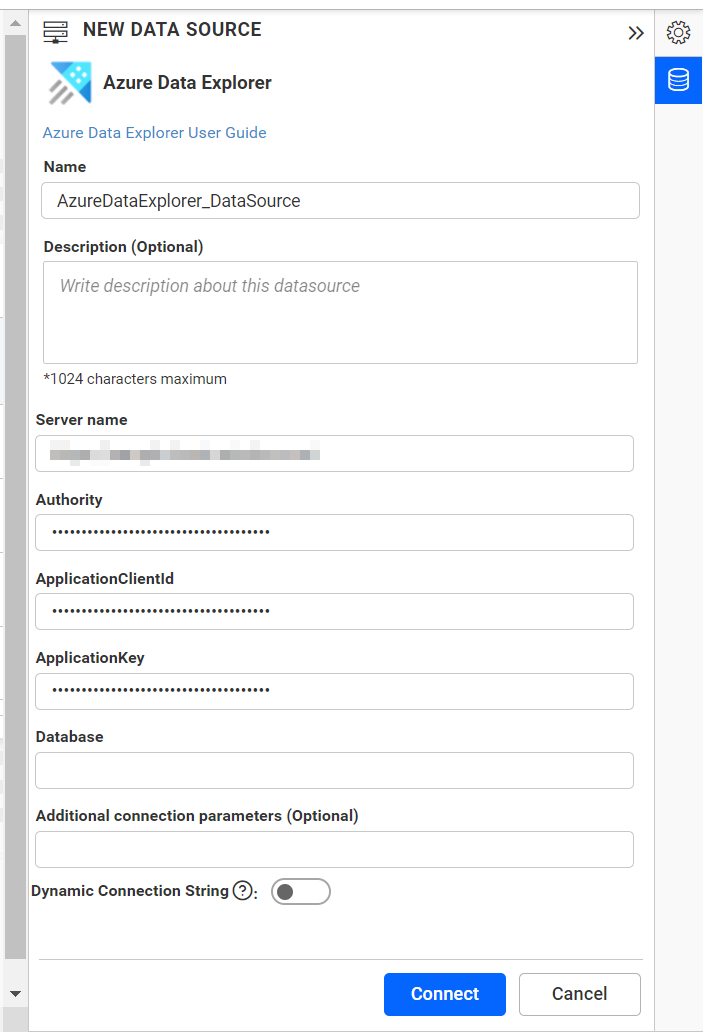 NEW DATA SOURCE
Azure Data Explorer
Azure Data Explorer User Guide
Name
AzureDataExplorer_DataSource
Description (Optional)
Write description about this datasource
*1024 characters maximum
Server name
Authority
ApplicationClientId
ApplicationKey
Database
Additional connection parameters (Optional)
Dynamic Connection String ? :
Connect Cancel